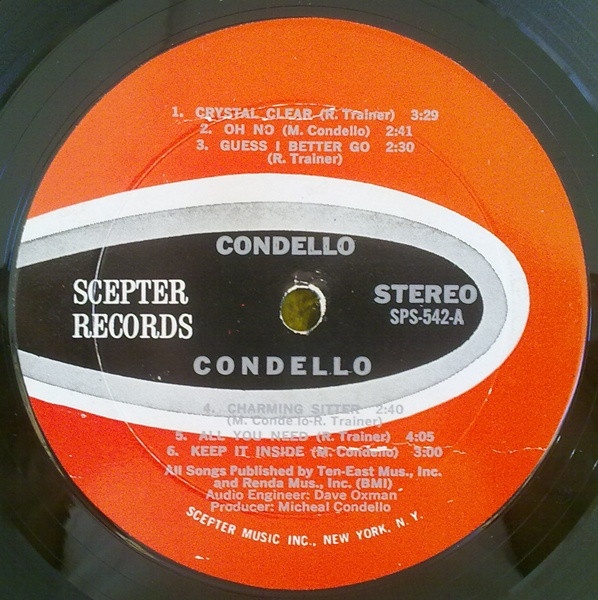 1. CRYSTAL CLEAR (R. Trainer) 3:29
2. OH NO (M. Condello) 2:41
3. GUESS I BETTER GO 2:30
(R. Trainer)
CONDELLO
SCEPTER
RECORDS
STEREO
SPS-542-A
CONDELLO
4. CHARMING SITTER 2:40
(M. Conde lo-R. Trainer)
5. ALL YOU NEED (R. Trainer) 4:05
6. KEEP IT INSIDE (M. Condello) 3:00
All Songs Published by Ten-East Mus., Inc.
and Renda Mus., Inc. (BMI)
Audio Engineer: Dave Oxman
Producer: Micheal Condello
SCEPTER MUSIC INC., NEW YORK, N. Y.